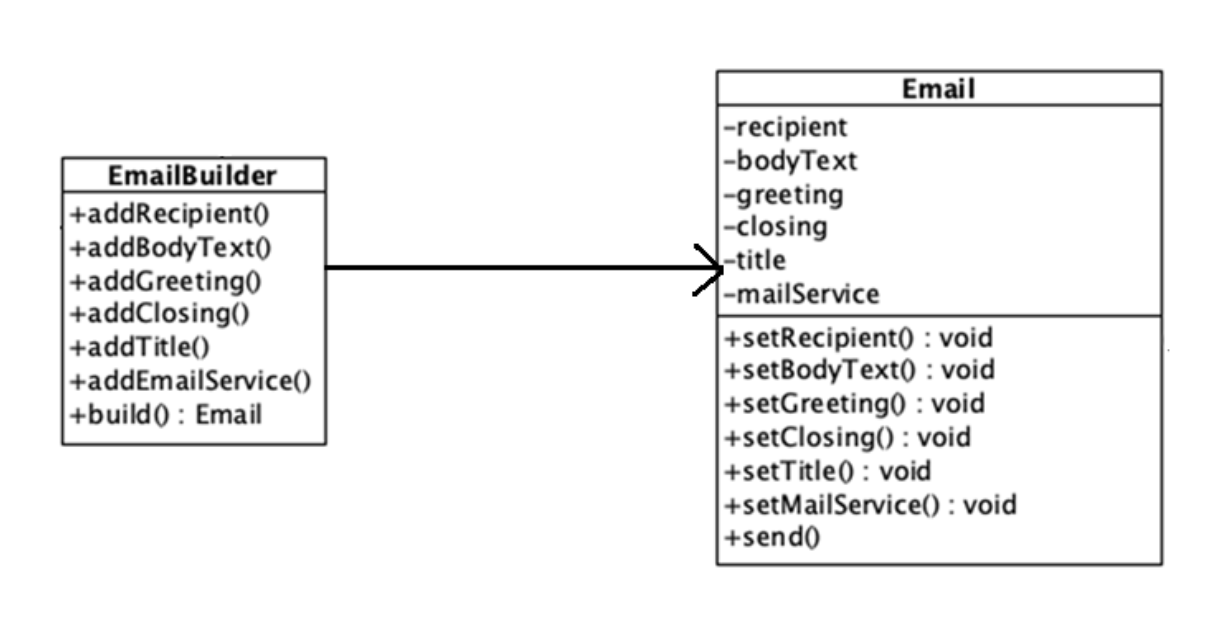 EmailBuilder
+addRecipient()
+addBodyText()
+addGreeting()
+addClosing()
+addTitle()
+addEmailService()
+build() : Email
Email
-recipient
-bodyText
-greeting
-closing
-title
-mailService
+setRecipient() : void
+setBodyText() : void
+setGreeting() : void
+setClosing() : void
+setTitle() : void
+setMailService() : void
+send()